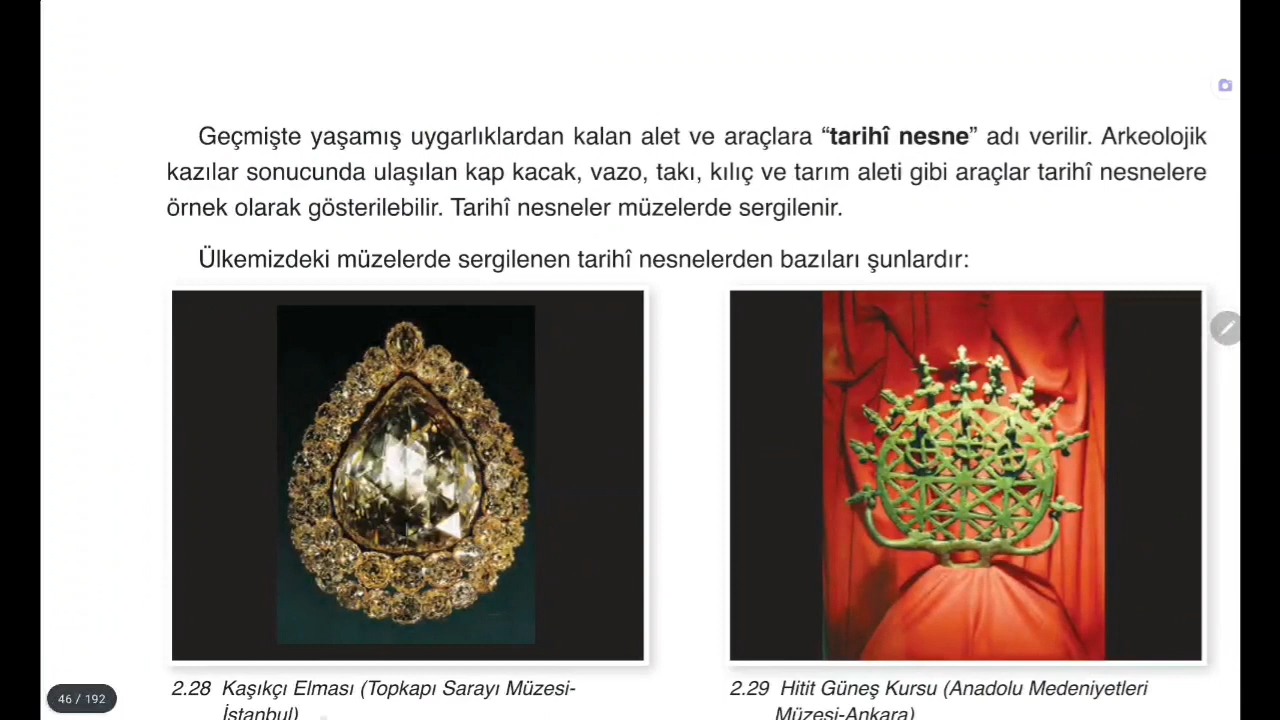 Geçmişte yaşamış uygarlıklardan kalan alet ve araçlara “tarihî nesne” adı verilir. Arkeolojik
kazılar sonucunda ulaşılan kap kacak, vazo, takı, kılıç ve tarım aleti gibi araçlar tarihî nesnelere
örnek olarak gösterilebilir. Tarihî nesneler müzelerde sergilenir.
Ülkemizdeki müzelerde sergilenen tarihî nesnelerden bazıları şunlardır:
2.28 Kaşıkçı Elması (Topkapı Sarayı Müzesi-
İstanbul)
2.29 Hitit Güneş Kursu (Anadolu Medeniyetleri
Müzesi-Ankara)
46 / 192